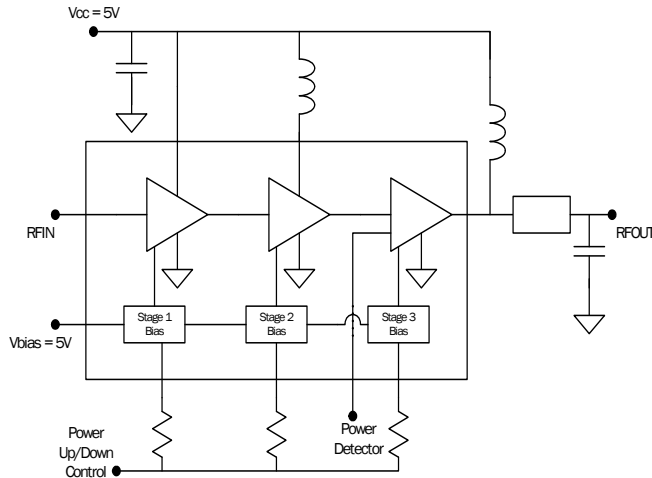 Vcc = 5V
RFIN
RFOUT
Stage 1
Bias
Stage 2
Bias
Stage 3
Bias
Vbias = 5V
Power
Up/Down
Control
Power
Detector